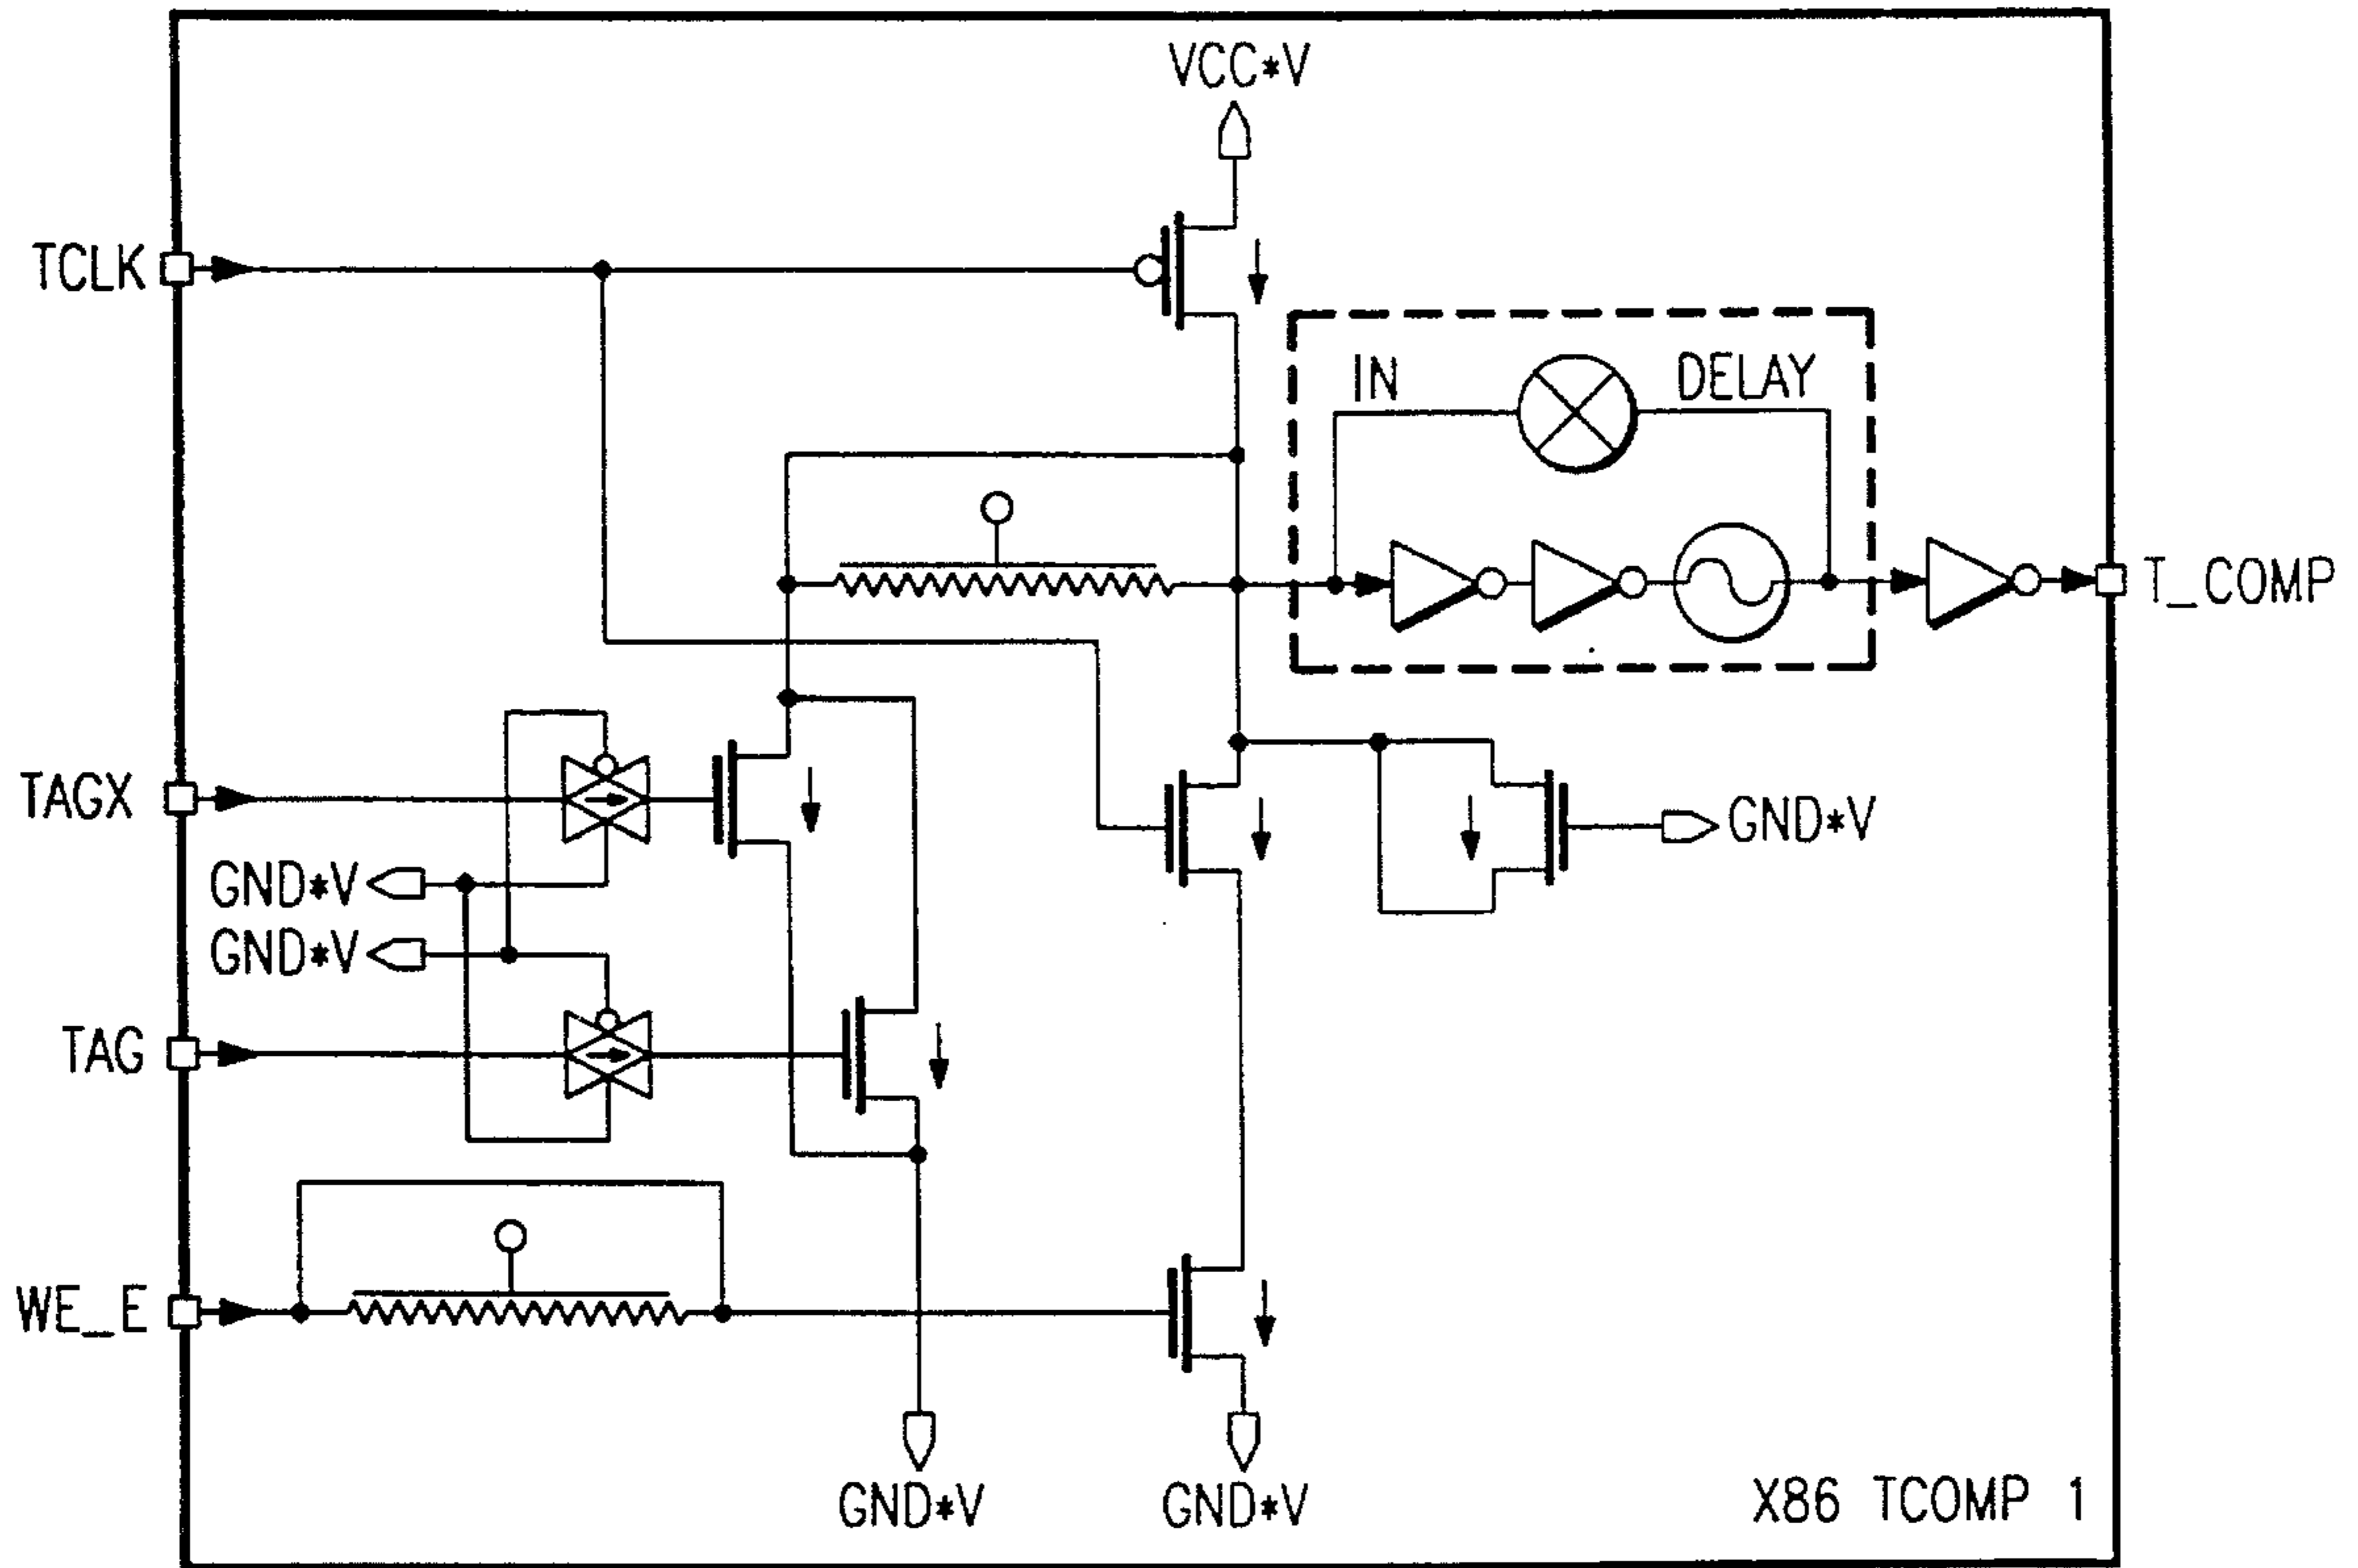 VCC*V
TCLK
IN
DELAY
T_COMP
TAGX
GND*V
GND*V
GND*V
TAG
WE_E
GND*V
GND*V
X86 TCOMP 1